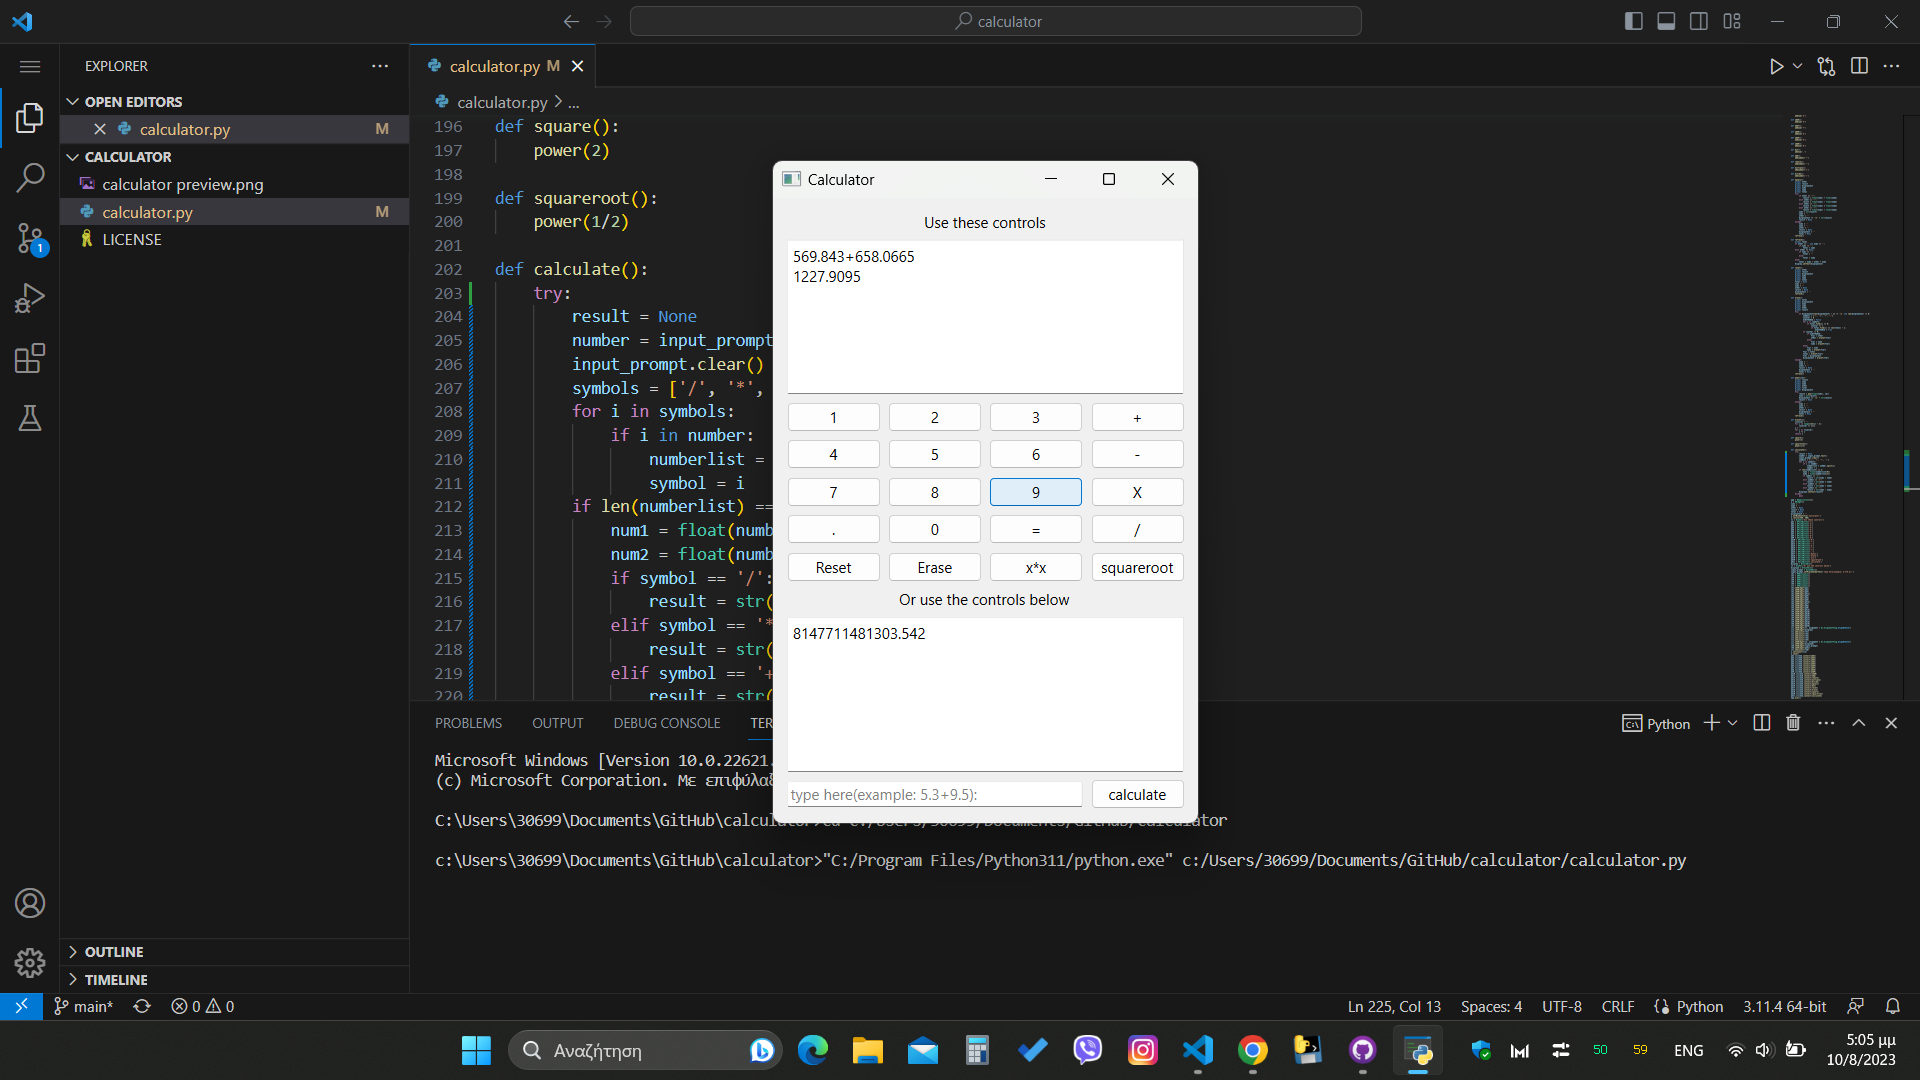 calculator
EXPLORER
calculator.py M
OPEN EDITORS
calculator.py M
CALCULATOR
calculator preview.png
calculator.py M
LICENSE
1
calculator.py > ...
196 def square():
197 power(2)
198
199 def squareroot():
200 power(1/2)
201
202 def calculate():
203 try:
204 result = None
205 number = input_prompt
206 input_prompt.clear()
207 symbols = ['/', '*',
208 for i in symbols:
209 if i in number:
210 numberlist =
211 symbol = i
212 if len(numberlist) ==
213 num1 = float(numb
214 num2 = float(numb
215 if symbol == '/':
216 result = str(
217 elif symbol == '*
218 result = str(
219 elif symbol == '+
220 result = str(
Calculator
Use these controls
569.843+658.0665
1227.9095
1 2 3 +
4 5 6 -
7 8 9 X
. 0 = /
Reset Erase x*x squareroot
Or use the controls below
8147711481303.542
type here(example: 5.3+9.5):
calculate
PROBLEMS OUTPUT DEBUG CONSOLE TER
Python
Microsoft Windows [Version 10.0.22621.
(c) Microsoft Corporation. Με επιφύλαξ
C:\Users\30699\Documents\GitHub\calculator>cd c:/Users/30699/Documents/GitHub/calculator
c:\Users\30699\Documents\GitHub\calculator>"C:/Program Files/Python311/python.exe" c:/Users/30699/Documents/GitHub/calculator/calculator.py
OUTLINE
TIMELINE
main* 0 0
Ln 225, Col 13 Spaces: 4 UTF-8 CRLF Python 3.11.4 64-bit
Αναζήτηση
50 59 ENG
5:05 μμ
10/8/2023